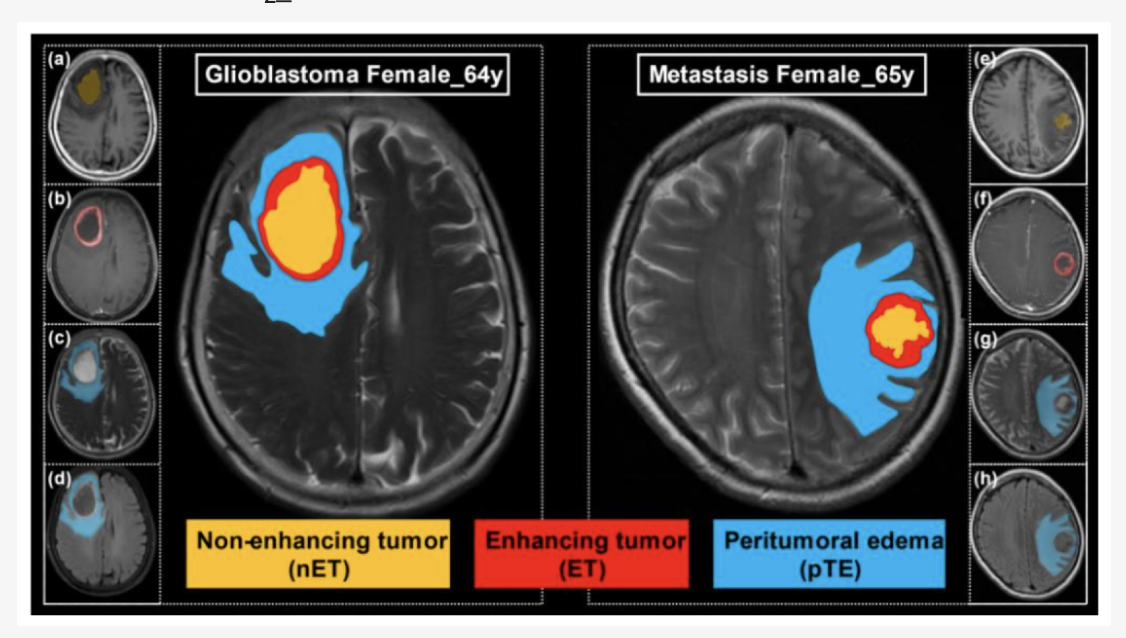 (a)
Glioblastoma Female_64y
Metastasis Female_65y
(e)
(b)
(f)
(c)
(g)
(d)
(h)
Non-enhancing tumor
(nET)
Enhancing tumor
(ET)
Peritumoral edema
(pTE)